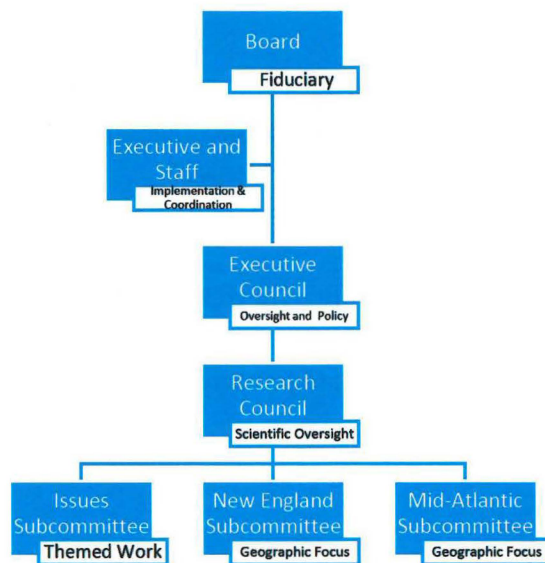 Board
Fiduciary
Executive and
Staff
Implementation &
Coordination
Executive
Council
Oversight and Policy
Research
Council
Scientific Oversight
Issues
Subcommittee
Themed Work
New England
Subcommittee
Geographic Focus
Mid-Atlantic
Subcommittee
Geographic Focus